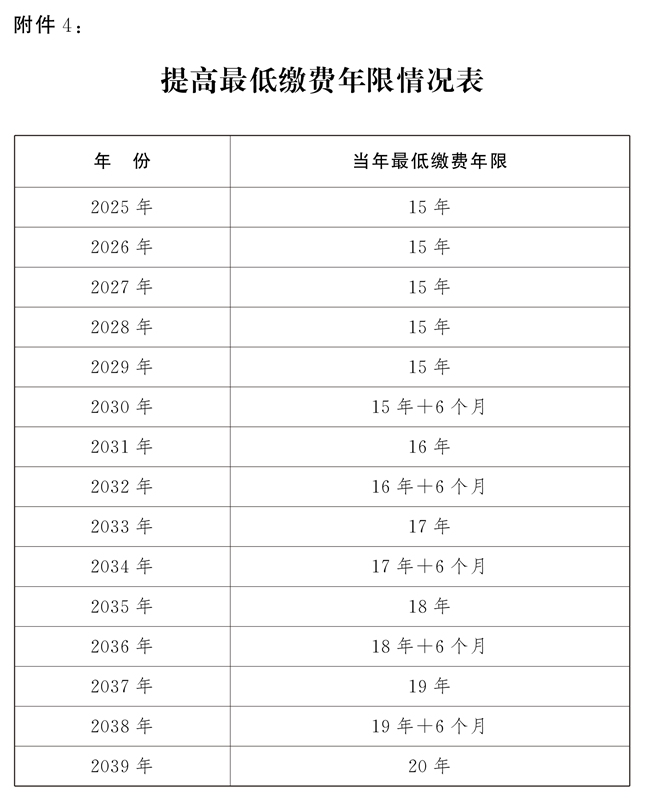 附件 4：
提高最低缴费年限情况表
年 份 当年最低缴费年限
2025 年 15 年
2026 年 15 年
2027 年 15 年
2028 年 15 年
2029 年 15 年
2030 年 15 年＋6 个月
2031 年 16 年
2032 年 16 年＋6 个月
2033 年 17 年
2034 年 17 年＋6 个月
2035 年 18 年
2036 年 18 年＋6 个月
2037 年 19 年
2038 年 19 年＋6 个月
2039 年 20 年